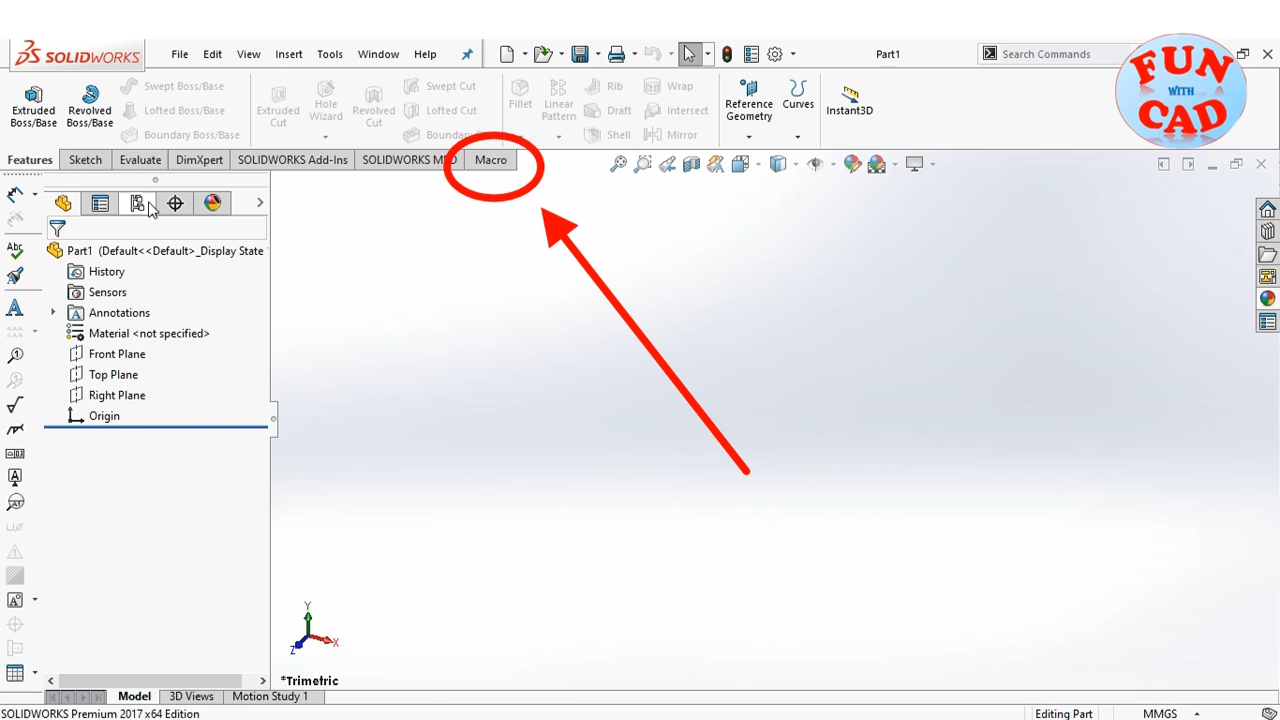 SOLIDWORKS File Edit View Insert Tools Window Help Part1 Search Commands
FUN WITH CAD
Extruded Boss/Base
Revolved Boss/Base
Swept Boss/Base
Lofted Boss/Base
Boundary Boss/Base
Extruded Cut
Hole Wizard
Revolved Cut
Swept Cut
Lofted Cut
Boundary
Fillet
Linear Pattern
Rib
Draft
Shell
Wrap
Intersect
Mirror
Reference Geometry
Curves
Instant3D
Features Sketch Evaluate DimXpert SOLIDWORKS Add-Ins SOLIDWORKS Macro
Part1 (Default<<Default>_Display State
History
Sensors
Annotations
Material <not specified>
Front Plane
Top Plane
Right Plane
Origin
Abc
A
Y
X
Z
*Trimetric
Model 3D Views Motion Study 1
SOLIDWORKS Premium 2017 x64 Edition Editing Part MMGS